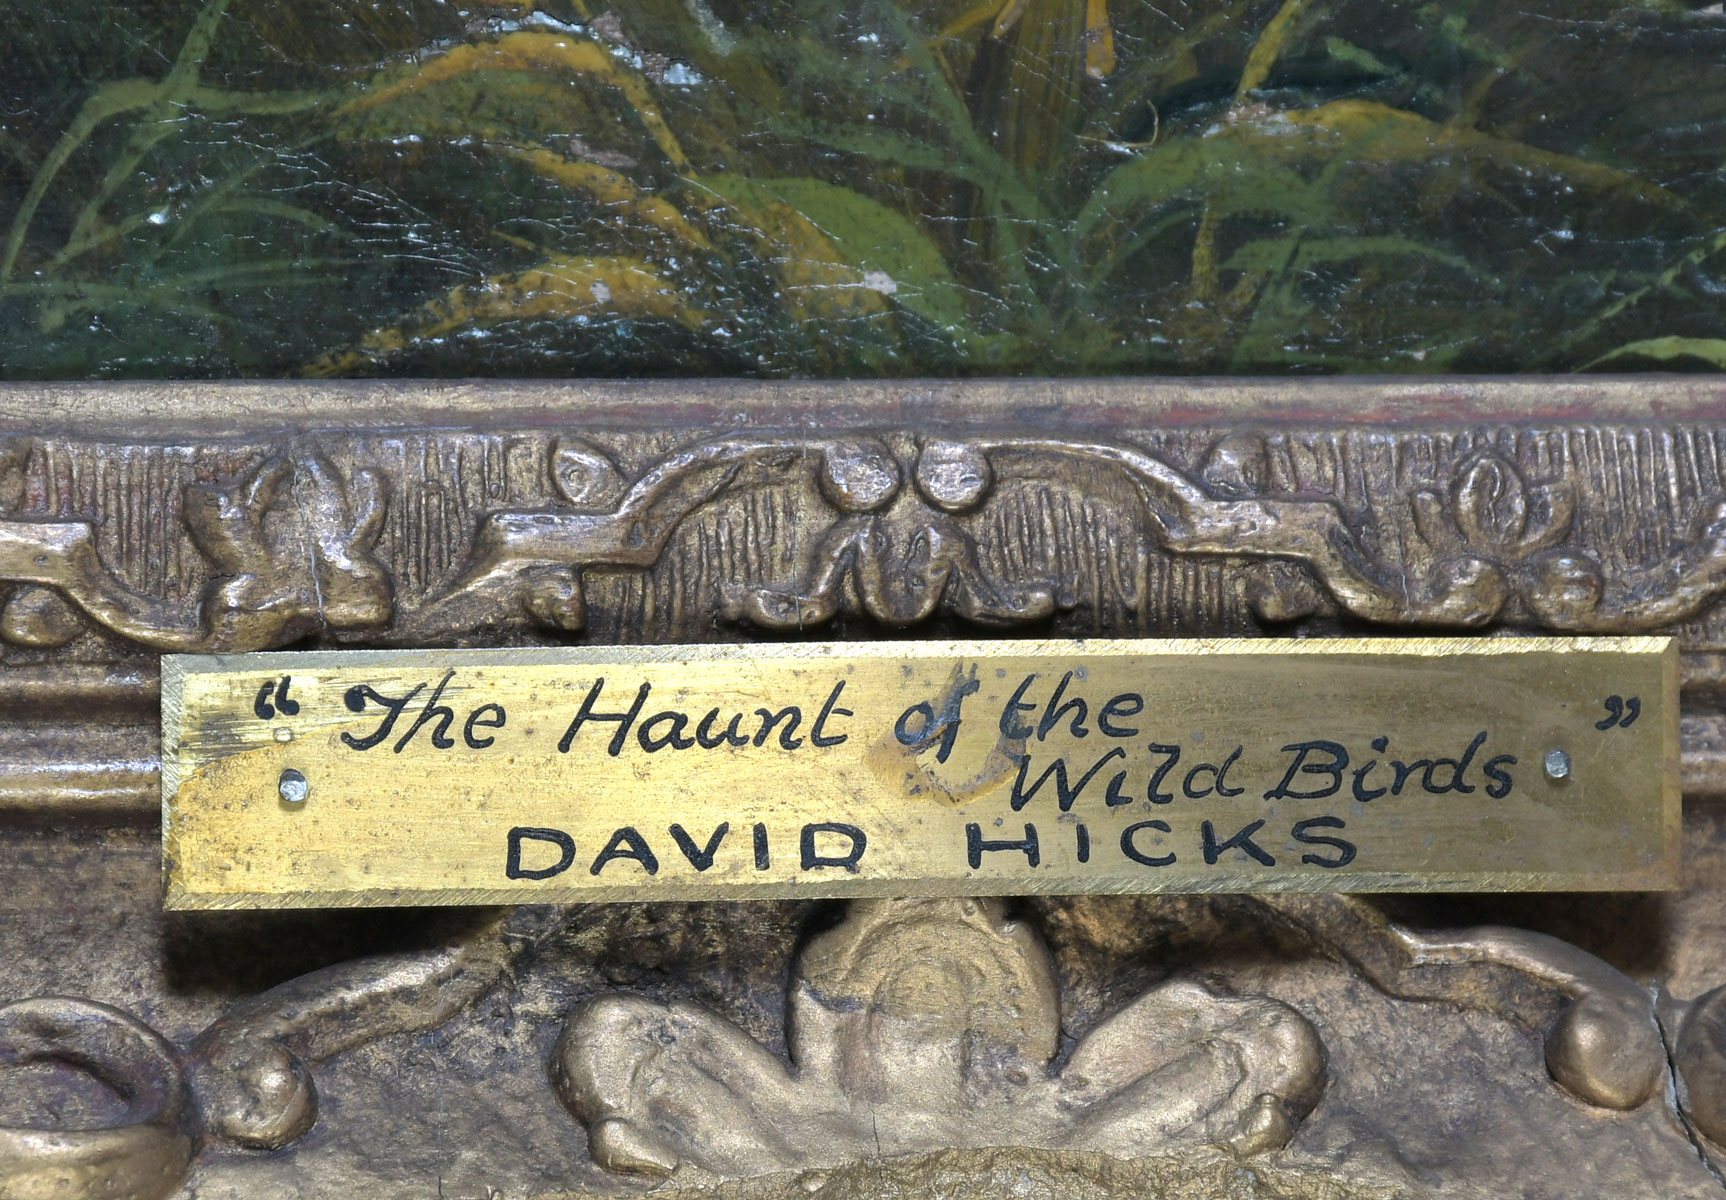 “ The Haunt of the ”
Wild Birds
DAVID HICKS